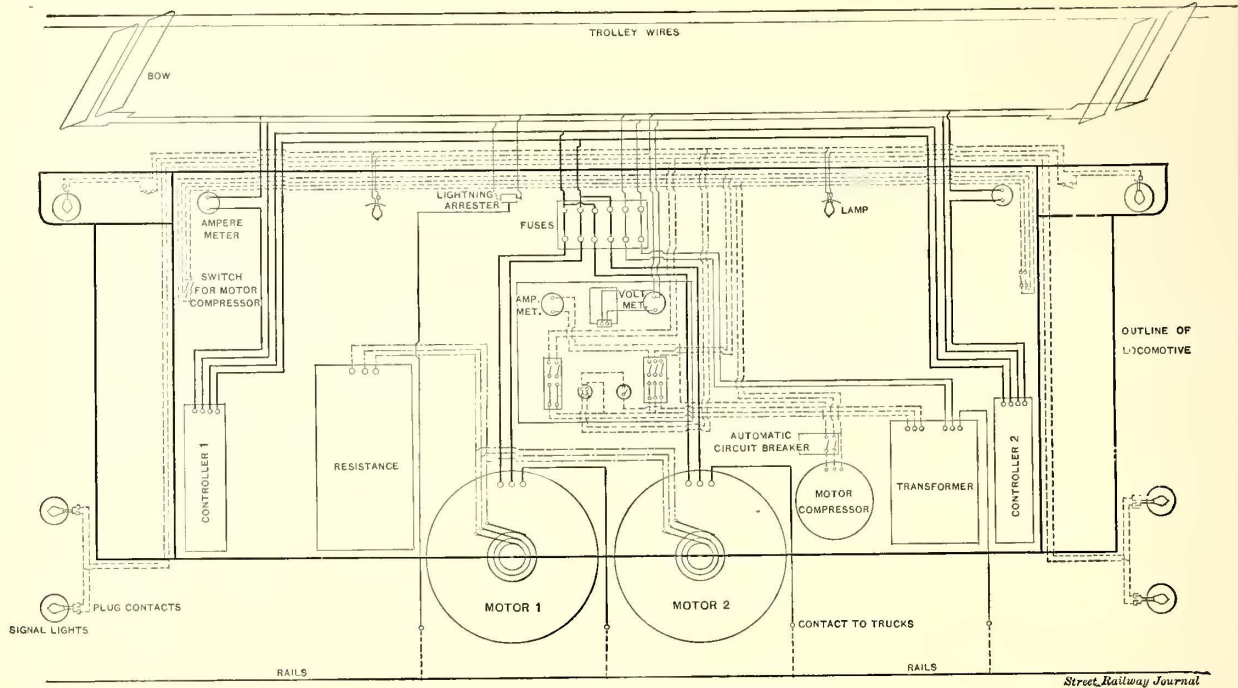 TROLLEY WIRES
BOW
LIGHTNING
ARRESTER
LAMP
AMPERE
METER
FUSES
SWITCH
FOR MOTOR
COMPRESSOR
AMP.
MET.
VOLT
MET.
OUTLINE OF
LOCOMOTIVE
CONTROLLER 1
RESISTANCE
AUTOMATIC
CIRCUIT BREAKER
MOTOR
COMPRESSOR
TRANSFORMER
CONTROLLER 2
MOTOR 1
MOTOR 2
PLUG CONTACTS
SIGNAL LIGHTS
CONTACT TO TRUCKS
RAILS
RAILS
Street Railway Journal